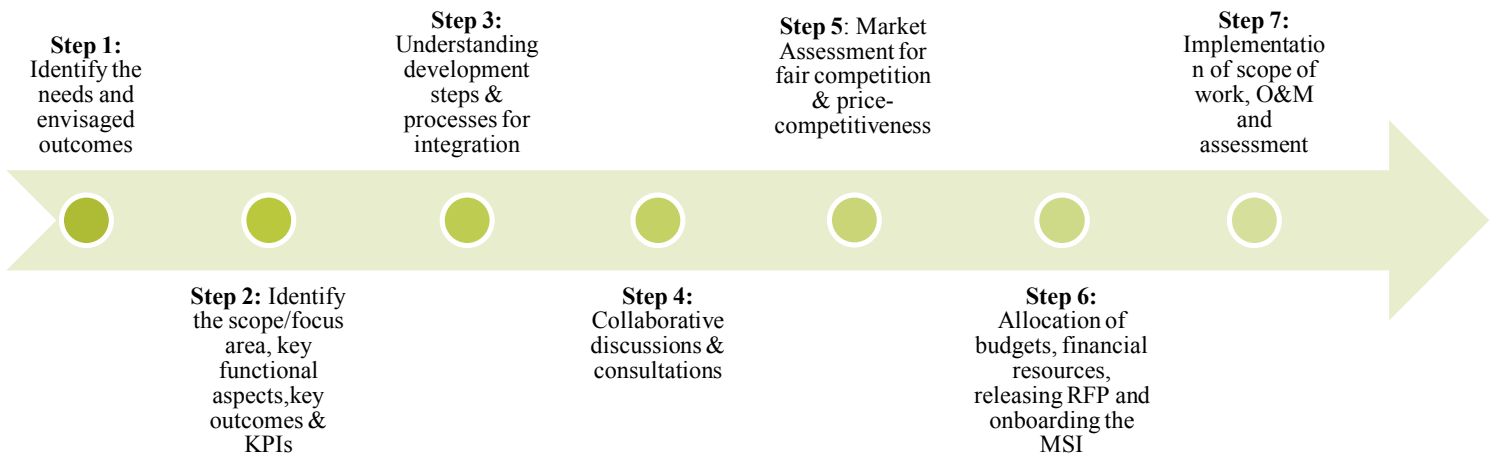 Step 1:
Identify the
needs and
envisaged
outcomes
Step 2: Identify
the scope/focus
area, key
functional
aspects,key
outcomes &
KPIs
Step 3:
Understanding
development
steps &
processes for
integration
Step 4:
Collaborative
discussions &
consultations
Step 5: Market
Assessment for
fair competition
& price-
competitiveness
Step 6:
Allocation of
budgets, financial
resources,
releasing RFP and
onboarding the
MSI
Step 7:
Implementatio
n of scope of
work, O&M
and
assessment